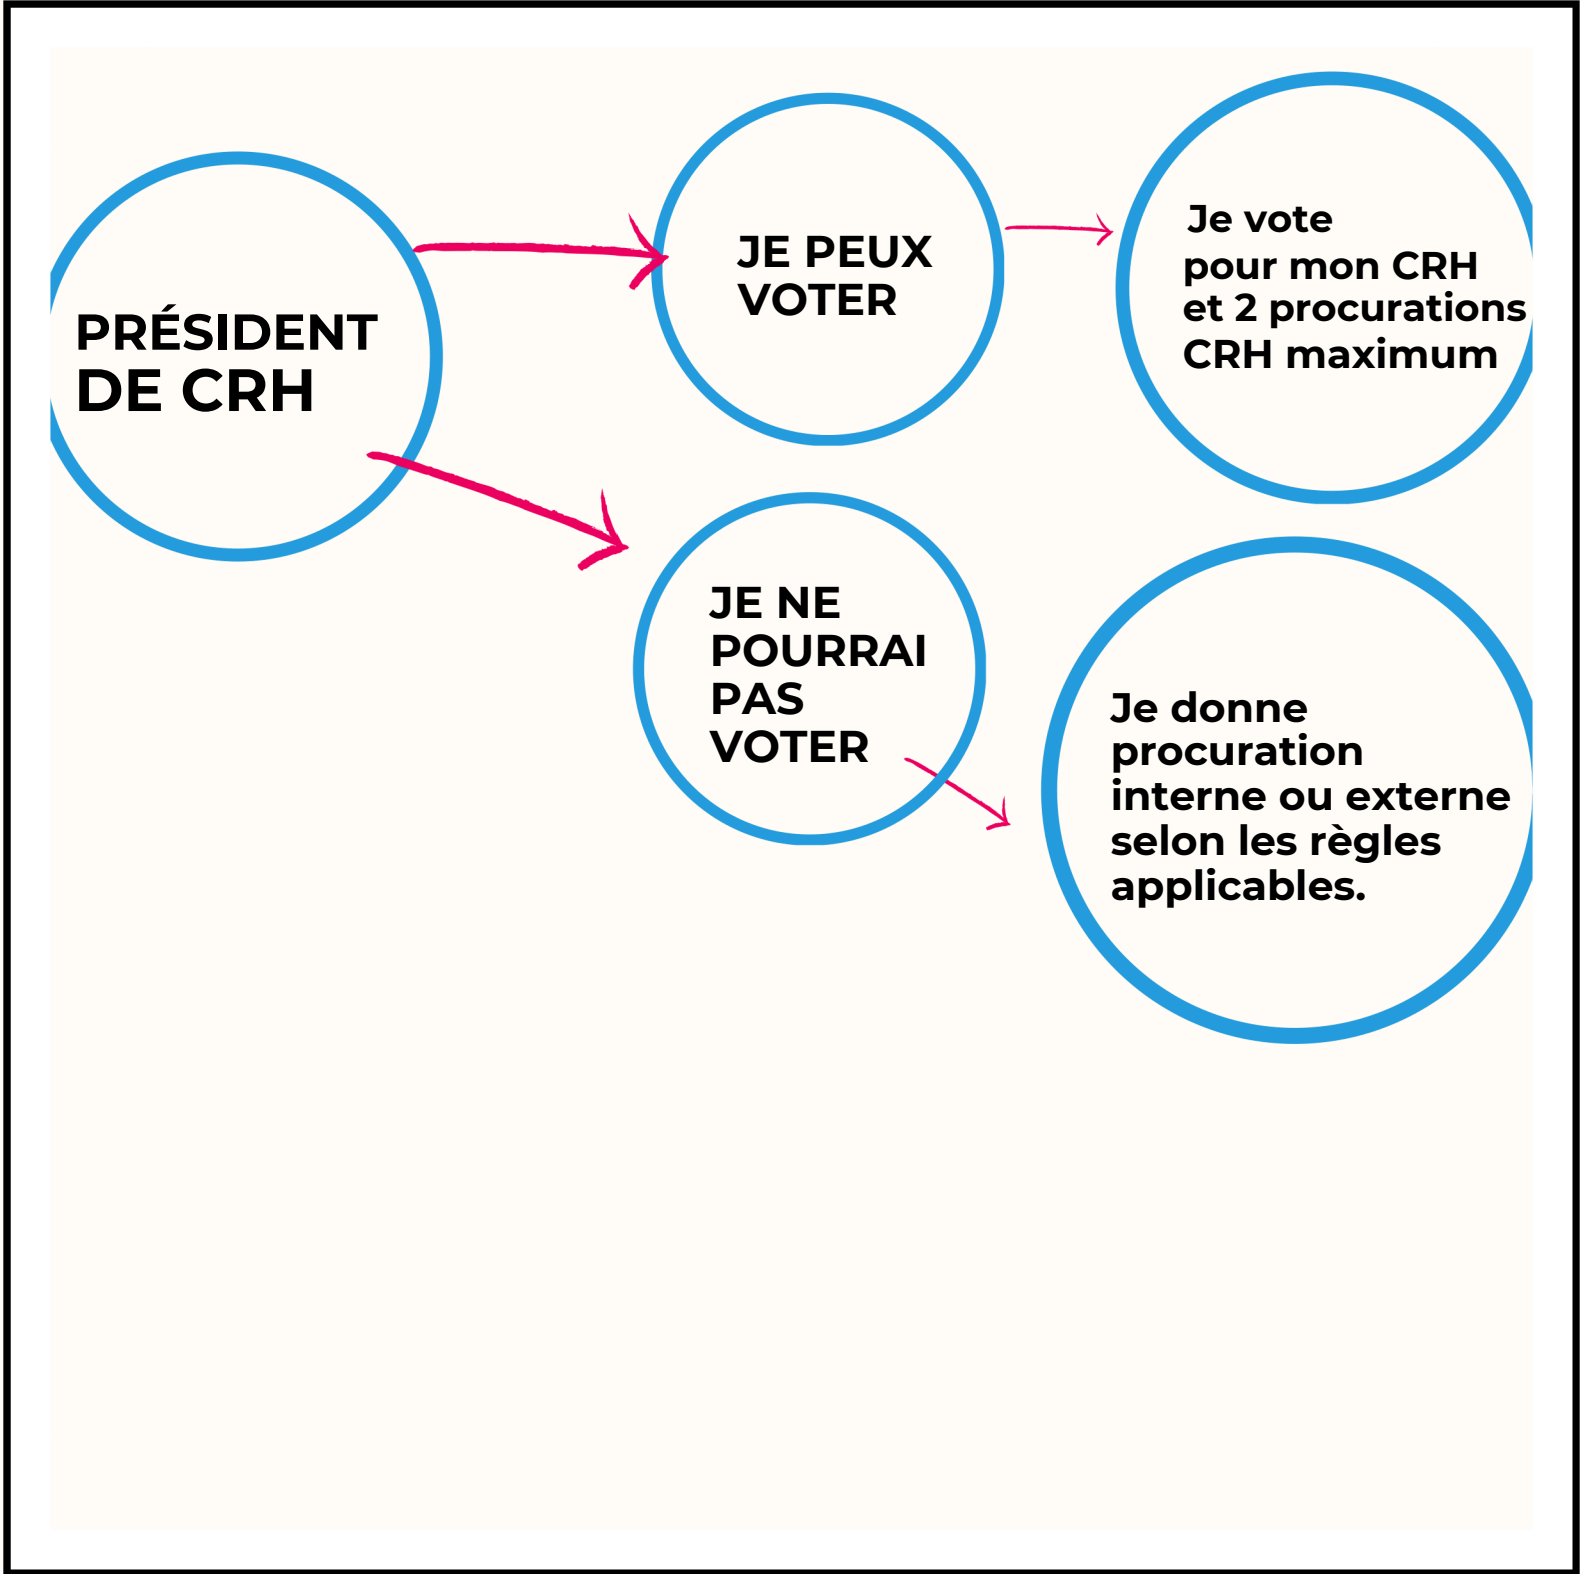 PRÉSIDENT
DE CRH
JE PEUX
VOTER
Je vote
pour mon CRH
et 2 procurations
CRH maximum
JE NE
POURRAI
PAS
VOTER
Je donne
procuration
interne ou externe
selon les règles
applicables.